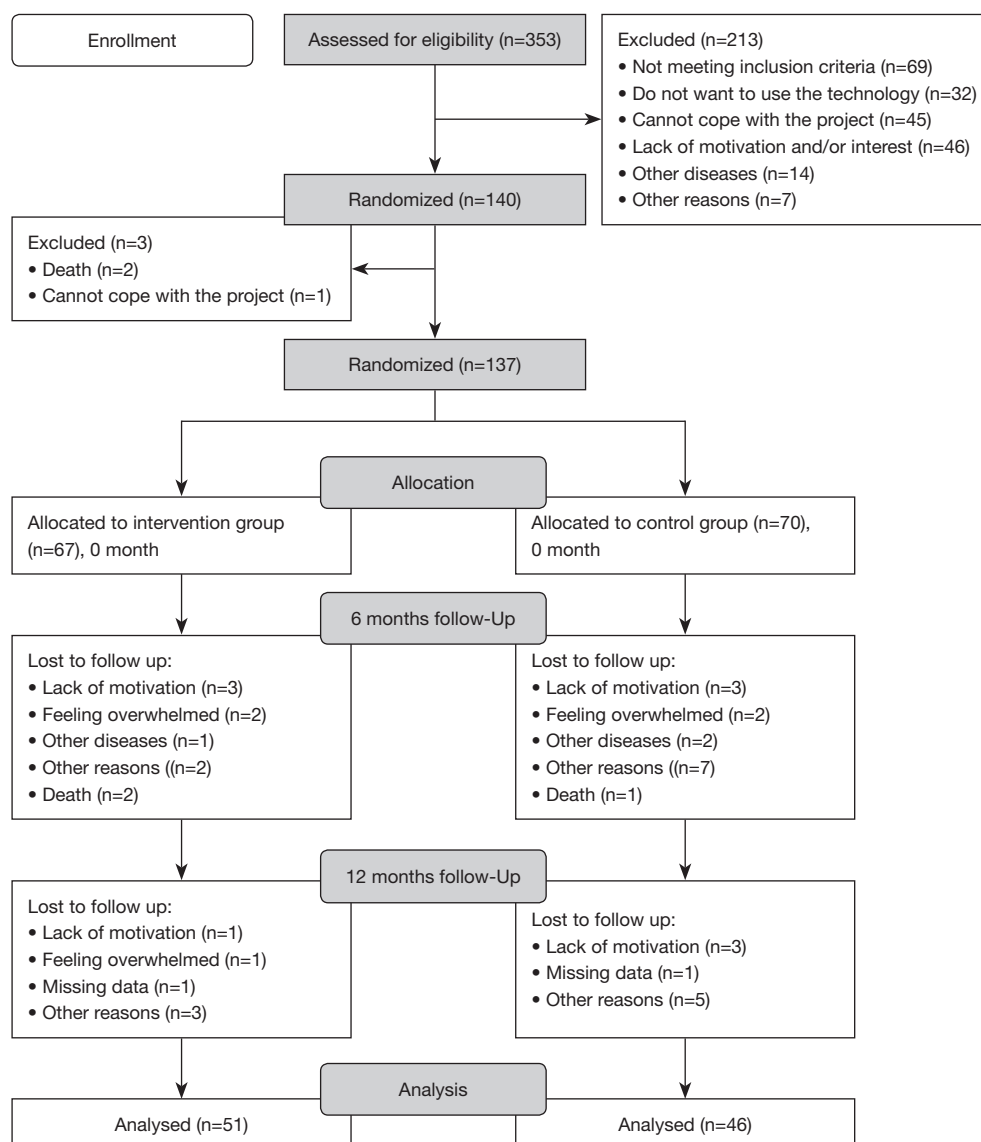 Enrollment
Assessed for eligibility (n=353)
Excluded (n=213)
• Not meeting inclusion criteria (n=69)
• Do not want to use the technology (n=32)
• Cannot cope with the project (n=45)
• Lack of motivation and/or interest (n=46)
• Other diseases (n=14)
• Other reasons (n=7)
Randomized (n=140)
Excluded (n=3)
• Death (n=2)
• Cannot cope with the project (n=1)
Randomized (n=137)
Allocation
Allocated to intervention group
(n=67), 0 month
Allocated to control group (n=70),
0 month
6 months follow-Up
Lost to follow up:
• Lack of motivation (n=3)
• Feeling overwhelmed (n=2)
• Other diseases (n=1)
• Other reasons ((n=2)
• Death (n=2)
Lost to follow up:
• Lack of motivation (n=3)
• Feeling overwhelmed (n=2)
• Other diseases (n=2)
• Other reasons ((n=7)
• Death (n=1)
12 months follow-Up
Lost to follow up:
• Lack of motivation (n=1)
• Feeling overwhelmed (n=1)
• Missing data (n=1)
• Other reasons (n=3)
Lost to follow up:
• Lack of motivation (n=3)
• Missing data (n=1)
• Other reasons (n=5)
Analysis
Analysed (n=51)
Analysed (n=46)